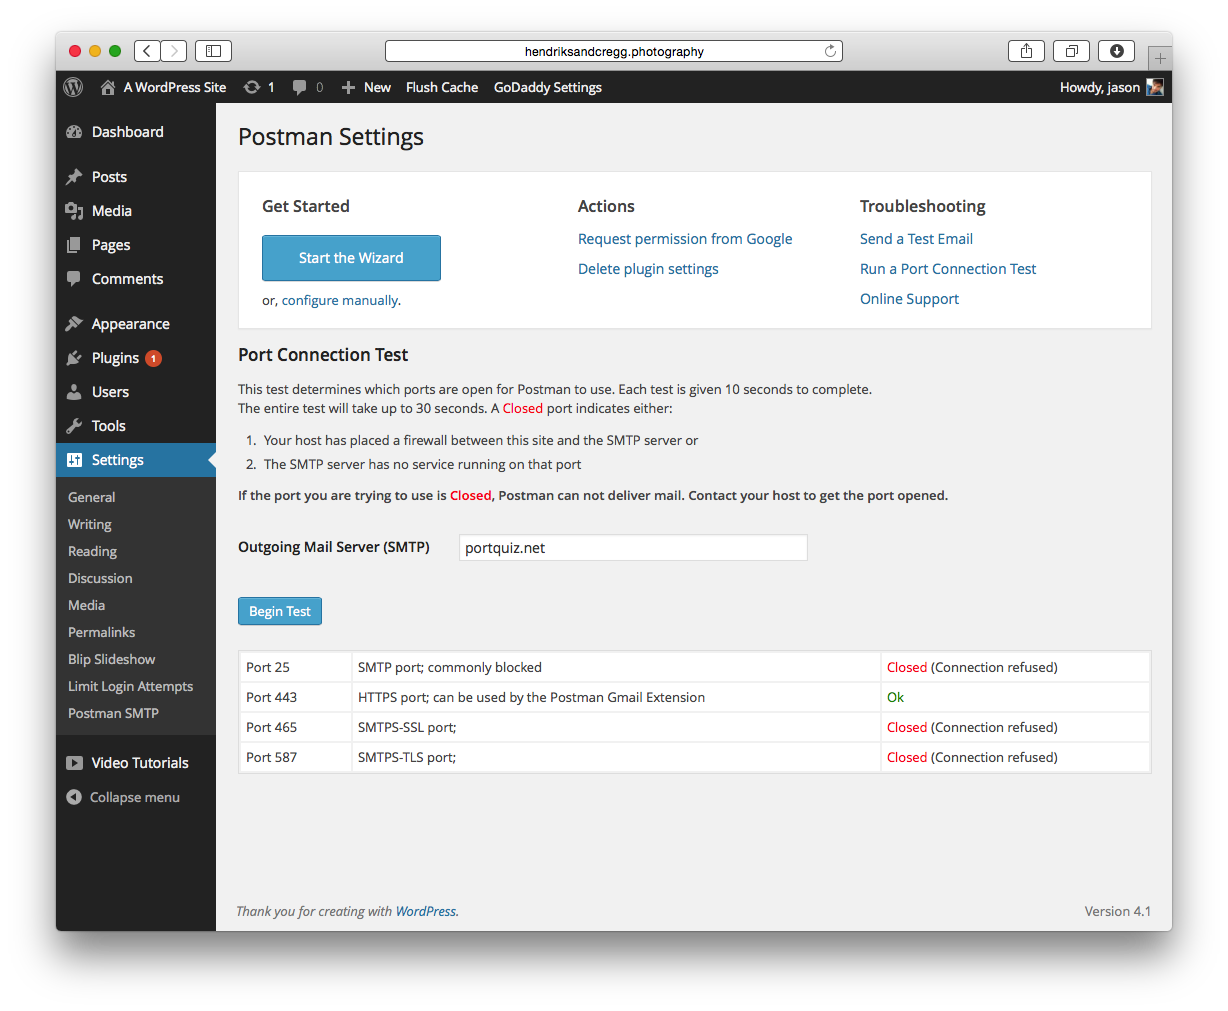 hendriksandcregg.photography
A WordPress Site 1 0 New Flush Cache GoDaddy Settings Howdy, jason
Dashboard
Posts
Media
Pages
Comments
Appearance
Plugins 1
Users
Tools
Settings
General
Writing
Reading
Discussion
Media
Permalinks
Blip Slideshow
Limit Login Attempts
Postman SMTP
Video Tutorials
Collapse menu
Postman Settings
Get Started
Start the Wizard
or, configure manually.
Actions
Request permission from Google
Delete plugin settings
Troubleshooting
Send a Test Email
Run a Port Connection Test
Online Support
Port Connection Test
This test determines which ports are open for Postman to use. Each test is given 10 seconds to complete.
The entire test will take up to 30 seconds. A Closed port indicates either:
1. Your host has placed a firewall between this site and the SMTP server or
2. The SMTP server has no service running on that port
If the port you are trying to use is Closed, Postman can not deliver mail. Contact your host to get the port opened.
Outgoing Mail Server (SMTP) portquiz.net
Begin Test
Port 25 SMTP port; commonly blocked Closed (Connection refused)
Port 443 HTTPS port; can be used by the Postman Gmail Extension Ok
Port 465 SMTPS-SSL port; Closed (Connection refused)
Port 587 SMTPS-TLS port; Closed (Connection refused)
Thank you for creating with WordPress. Version 4.1